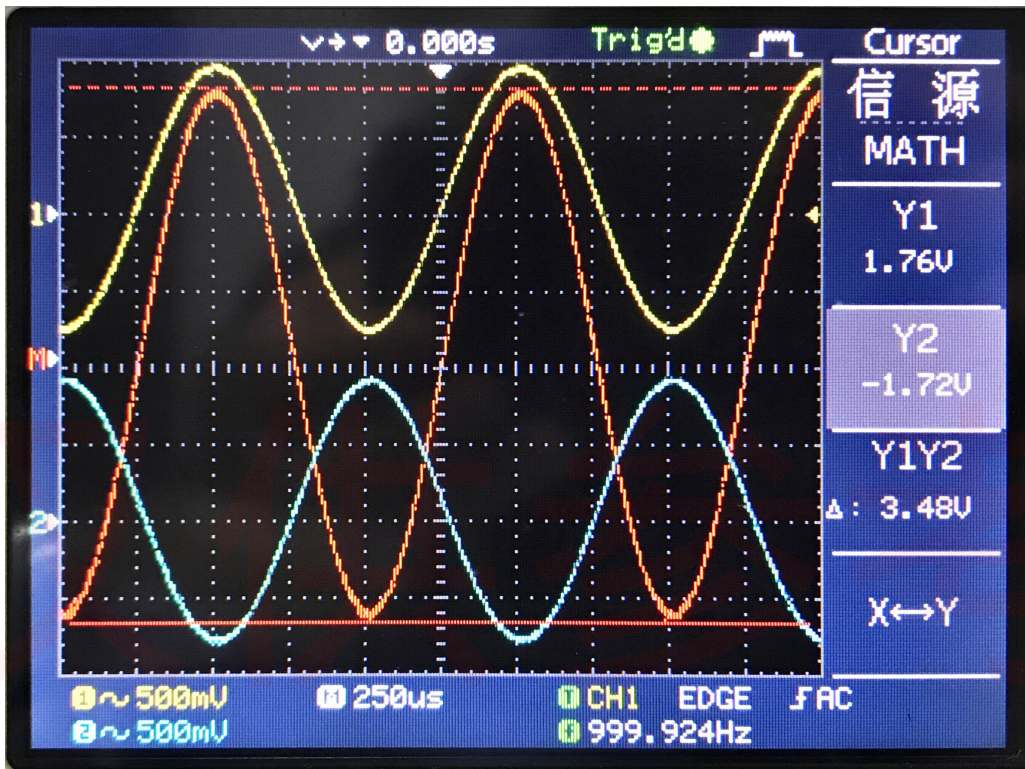 0.000s Trig'd Cursor
信源
MATH
1
Y1
1.76V
M
Y2
-1.72V
Y1Y2
2
Δ: 3.48V
X↔Y
1 ~ 500mV M 250us T CH1 EDGE AC
2 ~ 500mV f 999.924Hz